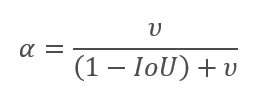 α = υ / ((1 − IoU) + υ)